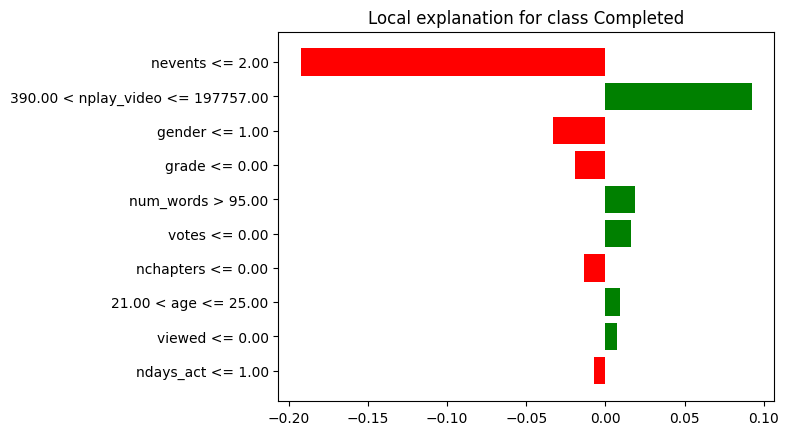 Local explanation for class Completed
nevents <= 2.00
390.00 < nplay_video <= 197757.00
gender <= 1.00
grade <= 0.00
num_words > 95.00
votes <= 0.00
nchapters <= 0.00
21.00 < age <= 25.00
viewed <= 0.00
ndays_act <= 1.00
−0.20 −0.15 −0.10 −0.05 0.00 0.05 0.10